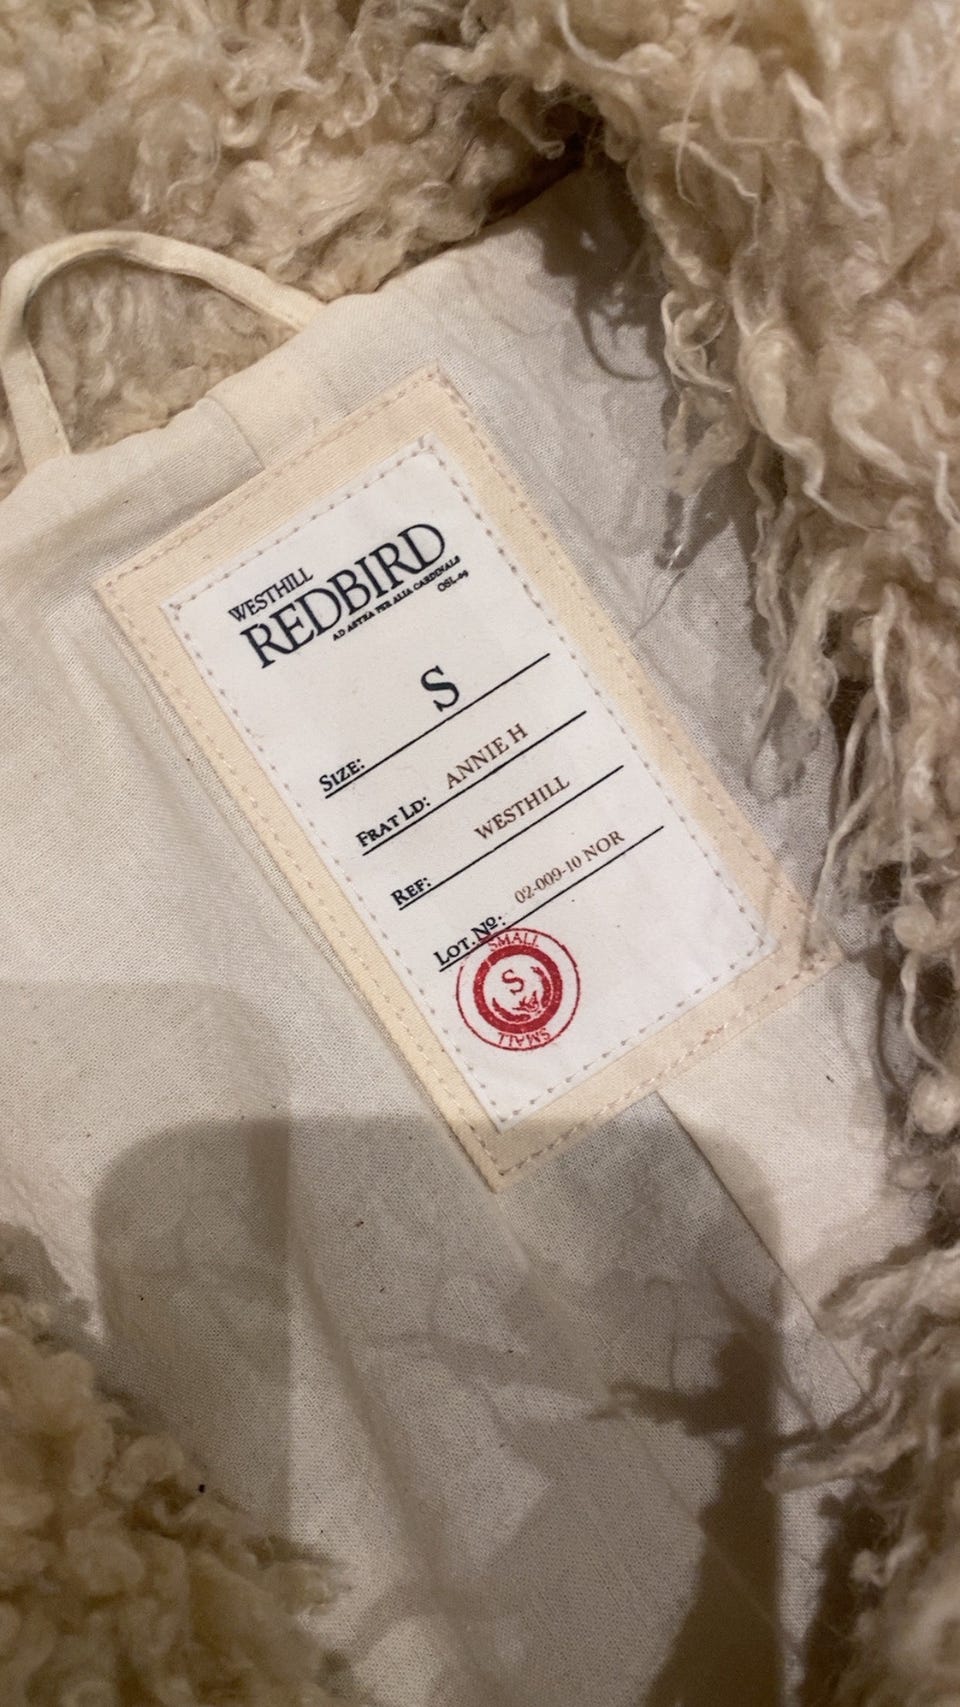 WESTHILL
REDBIRD
AD ASTRA PER ALIA CARDINALS
OSL-09
SIZE: S
FRAT LD: ANNIE H
REF: WESTHILL
LOT.Nº: 02-009-10 NOR
SMALL
S
SMALL